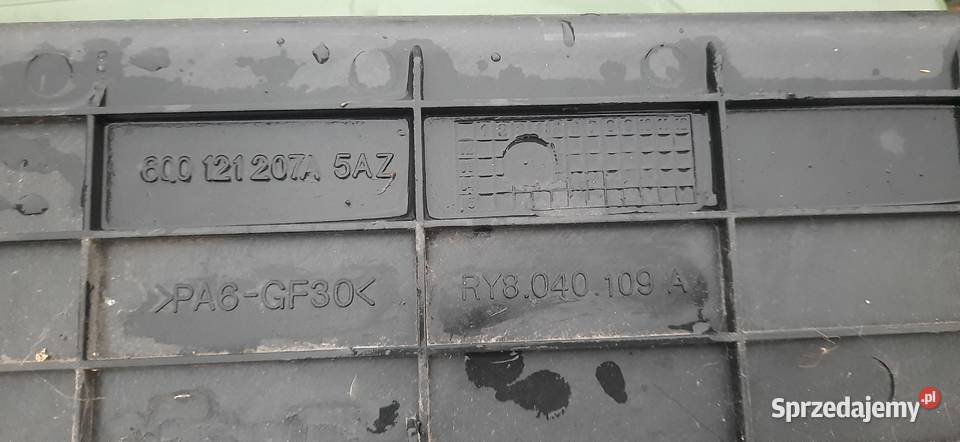 6Q0 121 207A 5AZ
>PA6-GF30<
RY8.040.109 A
Sprzedajemy.pl